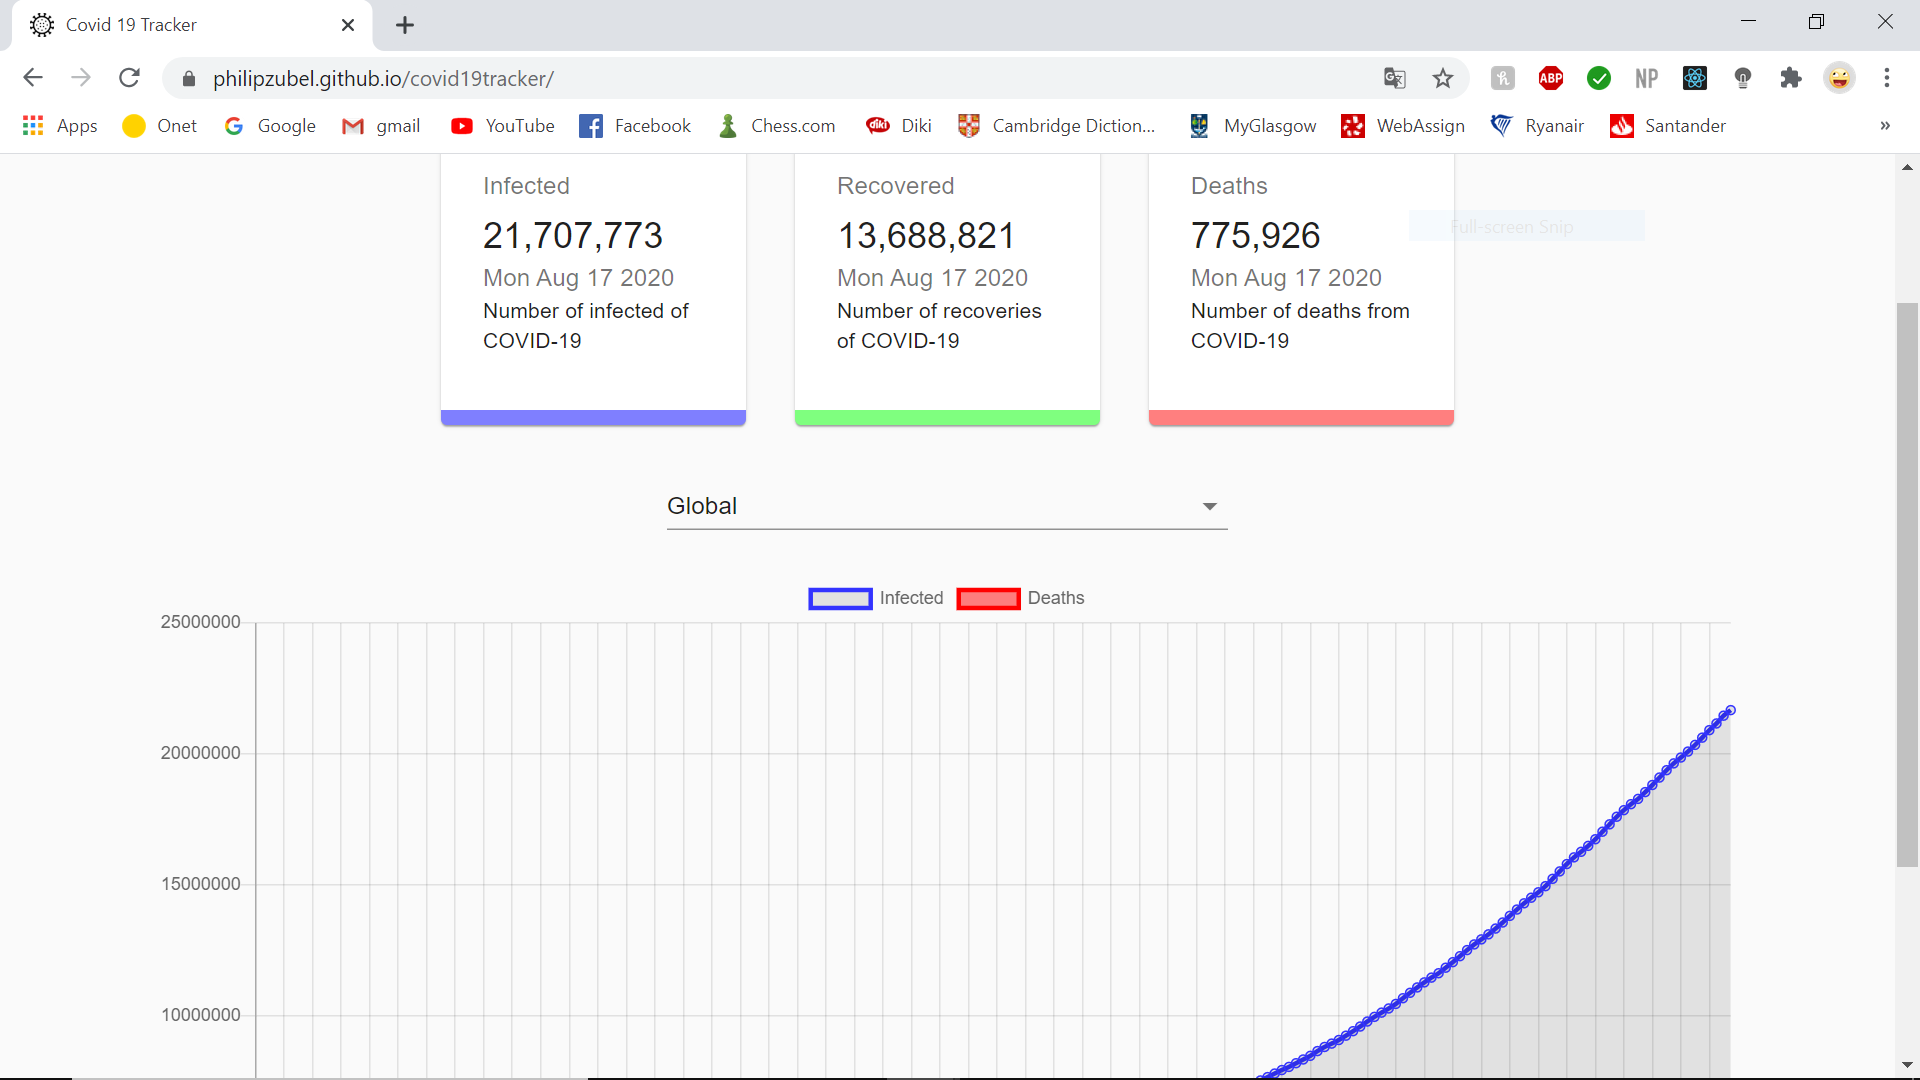 Covid 19 Tracker
philipzubel.github.io/covid19tracker/
ABP
NP
Apps
Onet
Google
gmail
YouTube
Facebook
Chess.com
diki
Diki
Cambridge Diction...
MyGlasgow
WebAssign
Ryanair
Santander
»
Infected
21,707,773
Mon Aug 17 2020
Number of infected of
COVID-19
Recovered
13,688,821
Mon Aug 17 2020
Number of recoveries
of COVID-19
Deaths
775,926
Mon Aug 17 2020
Number of deaths from
COVID-19
Full-screen Snip
Global
Infected
Deaths
25000000
20000000
15000000
10000000